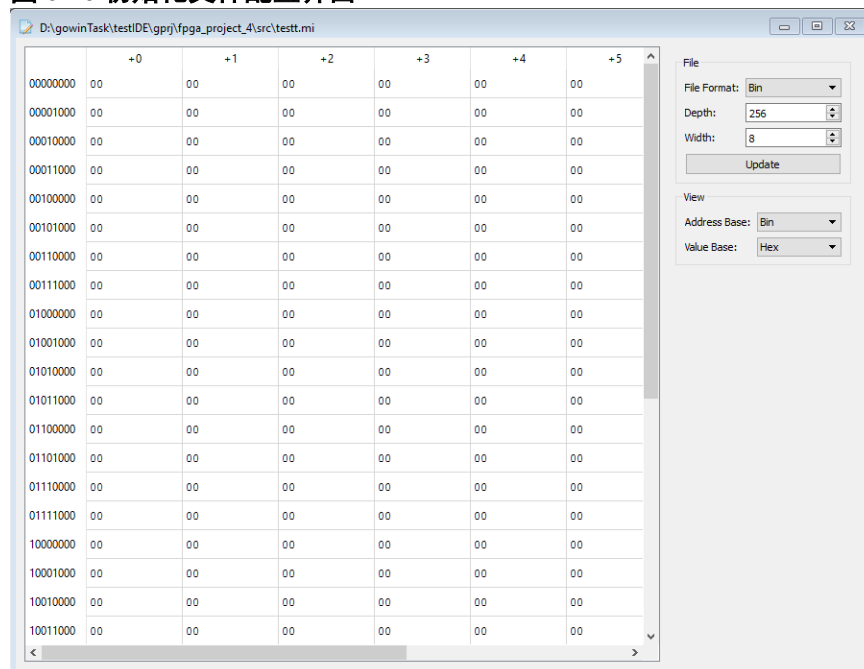 D:\gowinTask\testIDE\gprj\fpga_project_4\src\testt.mi
+0 +1 +2 +3 +4 +5
00000000 00 00 00 00 00 00
00001000 00 00 00 00 00 00
00010000 00 00 00 00 00 00
00011000 00 00 00 00 00 00
00100000 00 00 00 00 00 00
00101000 00 00 00 00 00 00
00110000 00 00 00 00 00 00
00111000 00 00 00 00 00 00
01000000 00 00 00 00 00 00
01001000 00 00 00 00 00 00
01010000 00 00 00 00 00 00
01011000 00 00 00 00 00 00
01100000 00 00 00 00 00 00
01101000 00 00 00 00 00 00
01110000 00 00 00 00 00 00
01111000 00 00 00 00 00 00
10000000 00 00 00 00 00 00
10001000 00 00 00 00 00 00
10010000 00 00 00 00 00 00
10011000 00 00 00 00 00 00
File
File Format: Bin
Depth: 256
Width: 8
Update
View
Address Base: Bin
Value Base: Hex